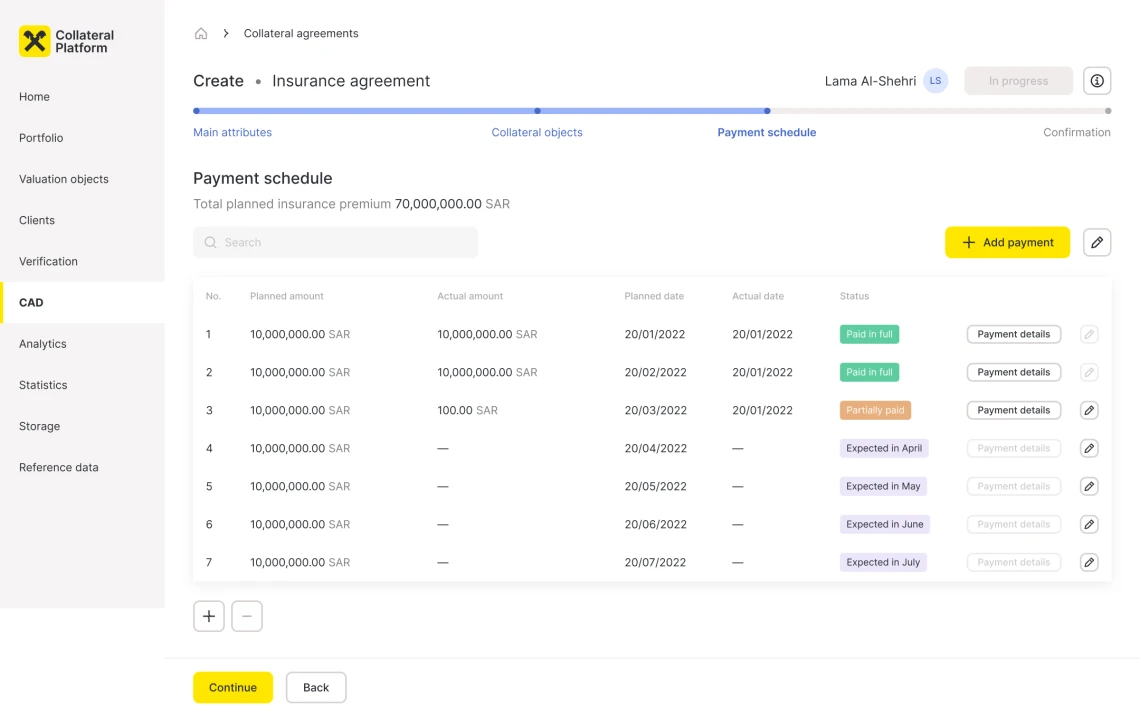 Collateral
Platform
Home
Portfolio
Valuation objects
Clients
Verification
CAD
Analytics
Statistics
Storage
Reference data
Collateral agreements
Create • Insurance agreement
Lama Al-Shehri LS In progress
Main attributes Collateral objects Payment schedule Confirmation
Payment schedule
Total planned insurance premium 70,000,000.00 SAR
Search
Add payment
No. Planned amount Actual amount Planned date Actual date Status
1 10,000,000.00 SAR 10,000,000.00 SAR 20/01/2022 20/01/2022 Paid in full Payment details
2 10,000,000.00 SAR 10,000,000.00 SAR 20/02/2022 20/01/2022 Paid in full Payment details
3 10,000,000.00 SAR 100.00 SAR 20/03/2022 20/01/2022 Partially paid Payment details
4 10,000,000.00 SAR — 20/04/2022 — Expected in April Payment details
5 10,000,000.00 SAR — 20/05/2022 — Expected in May Payment details
6 10,000,000.00 SAR — 20/06/2022 — Expected in June Payment details
7 10,000,000.00 SAR — 20/07/2022 — Expected in July Payment details
Continue Back